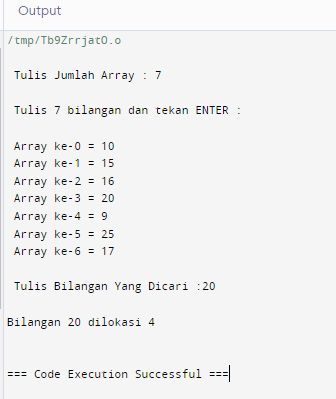 Output
/tmp/Tb9ZrrjatO.o
Tulis Jumlah Array : 7
Tulis 7 bilangan dan tekan ENTER :
Array ke-0 = 10
Array ke-1 = 15
Array ke-2 = 16
Array ke-3 = 20
Array ke-4 = 9
Array ke-5 = 25
Array ke-6 = 17
Tulis Bilangan Yang Dicari :20
Bilangan 20 dilokasi 4
=== Code Execution Successful ===